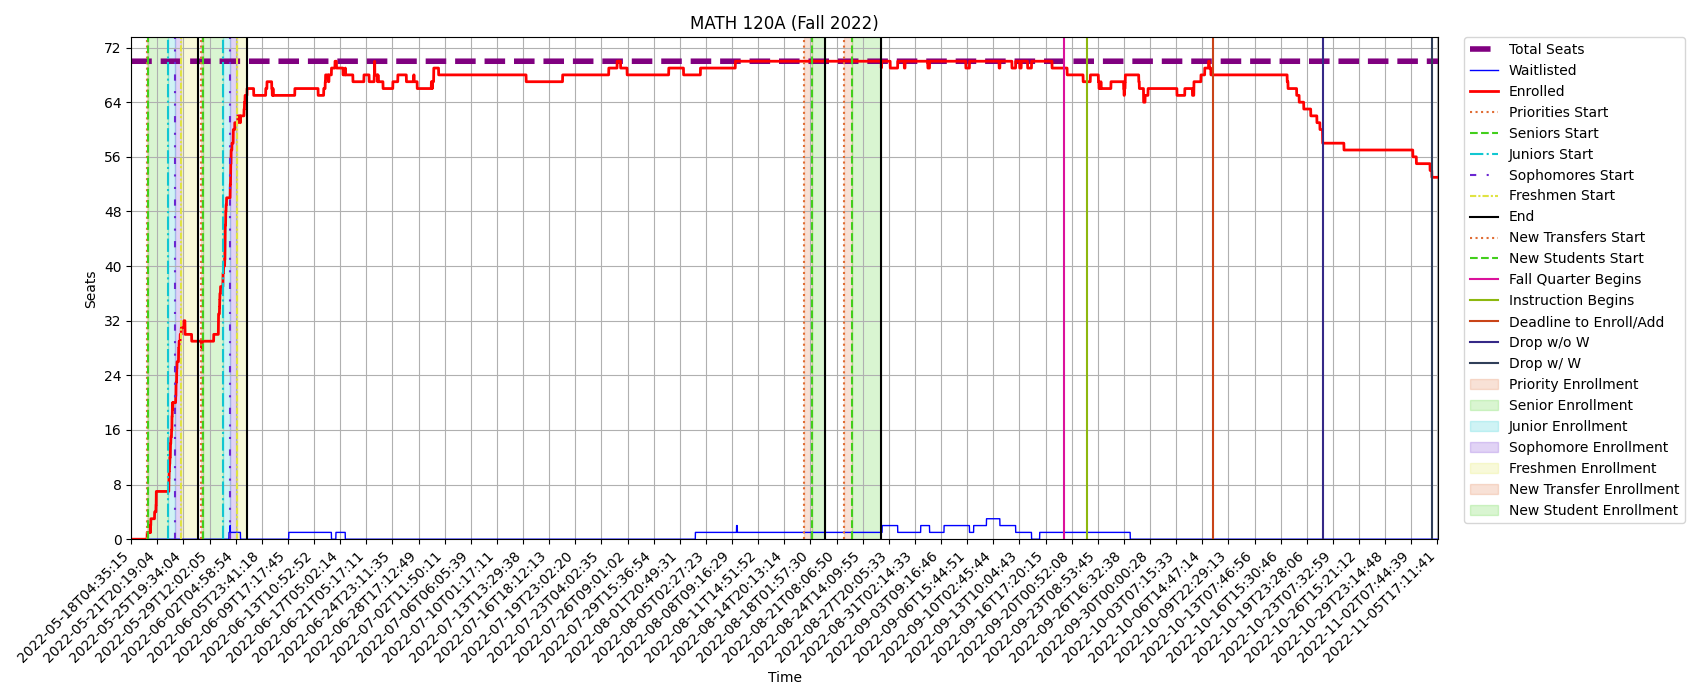 MATH 120A (Fall 2022)
72
64
56
48
40
32
24
16
8
0
Seats
2022-05-18T04:35:15
2022-05-21T20:19:04
2022-05-25T19:34:04
2022-05-29T12:02:05
2022-06-02T04:58:54
2022-06-05T23:41:18
2022-06-09T17:17:45
2022-06-13T10:52:52
2022-06-17T05:02:14
2022-06-21T05:17:11
2022-06-24T23:11:35
2022-06-28T17:12:49
2022-07-02T11:50:11
2022-07-06T06:05:39
2022-07-10T01:17:11
2022-07-13T13:29:38
2022-07-16T18:12:13
2022-07-19T23:02:20
2022-07-23T04:02:35
2022-07-26T09:01:02
2022-07-29T15:36:54
2022-08-01T20:49:31
2022-08-05T02:27:23
2022-08-08T09:16:29
2022-08-11T14:51:52
2022-08-14T20:13:14
2022-08-18T01:57:30
2022-08-21T08:06:50
2022-08-24T14:09:55
2022-08-27T20:05:33
2022-08-31T02:14:33
2022-09-03T09:16:46
2022-09-06T15:44:51
2022-09-10T02:45:44
2022-09-13T11:04:43
2022-09-16T17:20:15
2022-09-20T00:52:08
2022-09-23T08:53:45
2022-09-26T16:32:38
2022-09-30T00:00:28
2022-10-03T07:15:33
2022-10-06T14:47:14
2022-10-09T22:29:13
2022-10-13T07:46:56
2022-10-16T15:30:46
2022-10-19T23:28:06
2022-10-23T07:32:59
2022-10-26T15:21:12
2022-10-29T23:14:48
2022-11-02T07:44:39
2022-11-05T17:11:41
Time
Total Seats
Waitlisted
Enrolled
Priorities Start
Seniors Start
Juniors Start
Sophomores Start
Freshmen Start
End
New Transfers Start
New Students Start
Fall Quarter Begins
Instruction Begins
Deadline to Enroll/Add
Drop w/o W
Drop w/ W
Priority Enrollment
Senior Enrollment
Junior Enrollment
Sophomore Enrollment
Freshmen Enrollment
New Transfer Enrollment
New Student Enrollment